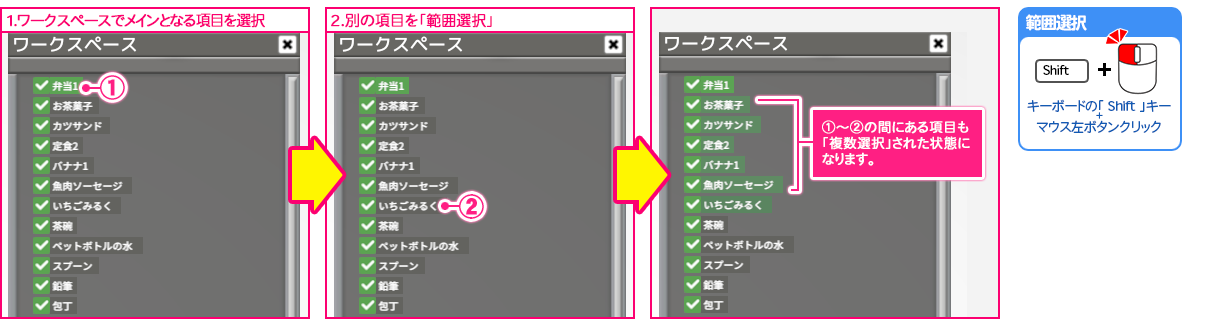 1.ワークスペースでメインとなる項目を選択
ワークスペース
弁当1
①
お茶菓子
カツサンド
定食2
バナナ1
魚肉ソーセージ
いちごみるく
茶碗
ペットボトルの水
スプーン
鉛筆
包丁
2.別の項目を「範囲選択」
ワークスペース
弁当1
お茶菓子
カツサンド
定食2
バナナ1
魚肉ソーセージ
いちごみるく
②
茶碗
ペットボトルの水
スプーン
鉛筆
包丁
ワークスペース
弁当1
お茶菓子
カツサンド
定食2
バナナ1
魚肉ソーセージ
いちごみるく
茶碗
ペットボトルの水
スプーン
鉛筆
包丁
①～②の間にある項目も
「複数選択」された状態に
なります。
範囲選択
Shift +
キーボードの「 Shift 」キー
+
マウス左ボタンクリック